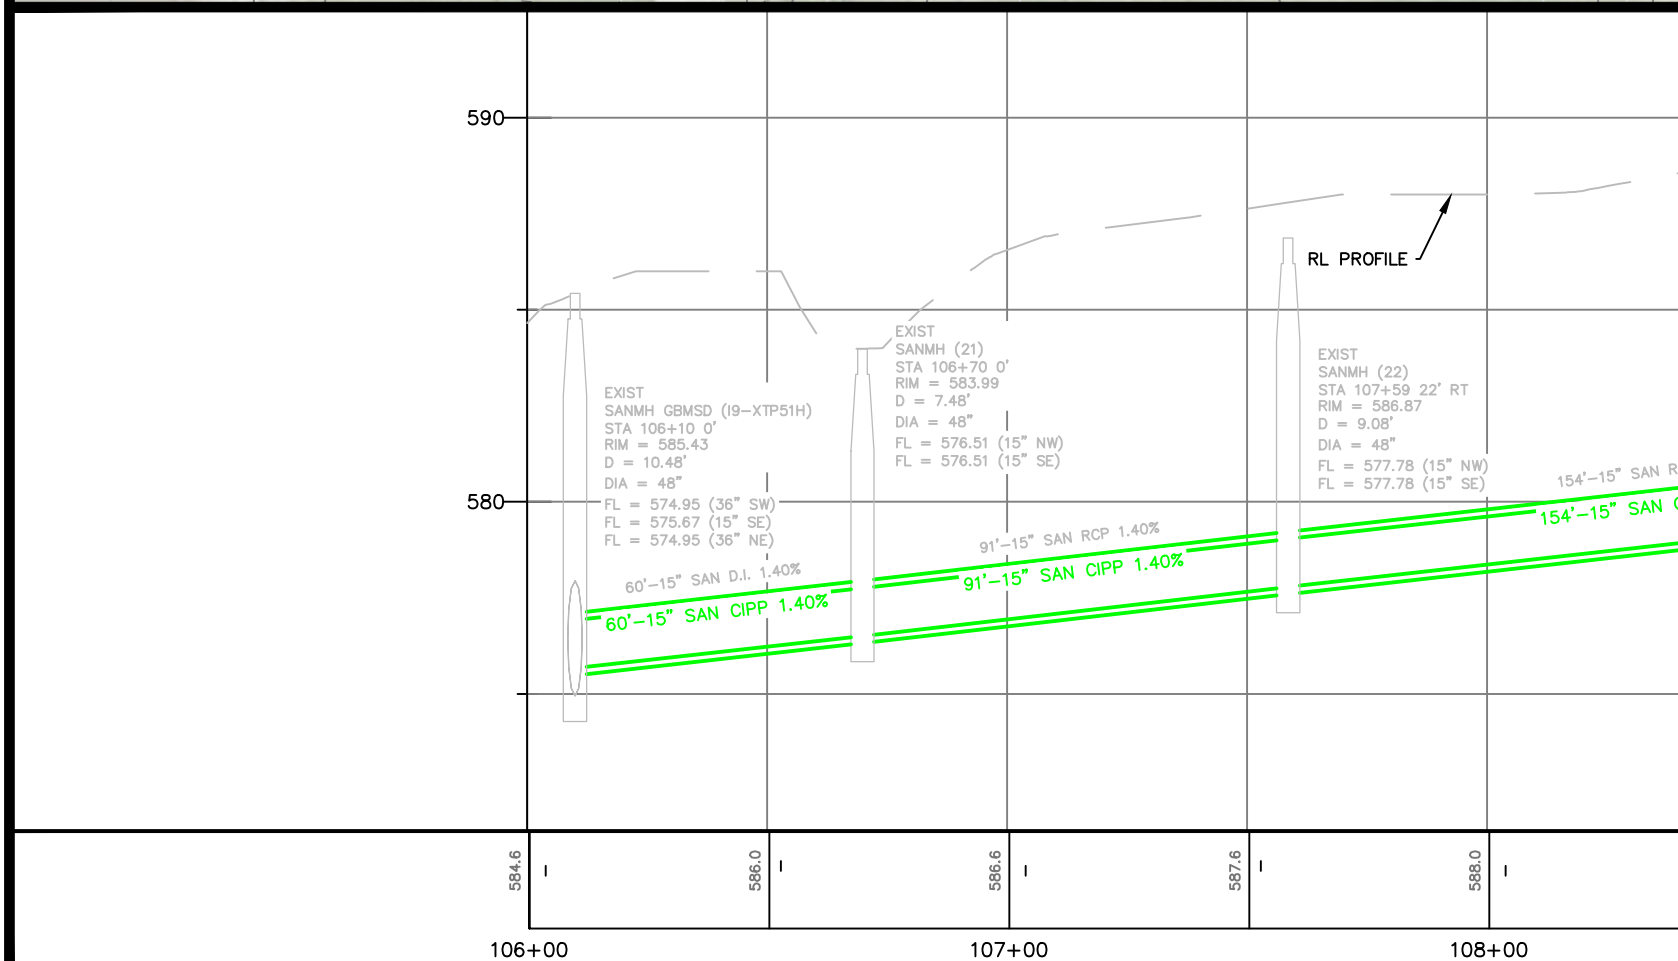 590
RL PROFILE
EXIST
SANMH (21)
STA 106+70 0'
RIM = 583.99
D = 7.48'
DIA = 48"
FL = 576.51 (15" NW)
FL = 576.51 (15" SE)
EXIST
SANMH (22)
STA 107+59 22' RT
RIM = 586.87
D = 9.08'
DIA = 48"
FL = 577.78 (15" NW)
FL = 577.78 (15" SE)
EXIST
SANMH GBMSD (I9-XTP51H)
STA 106+10 0'
RIM = 585.43
D = 10.48'
DIA = 48"
FL = 574.95 (36" SW)
FL = 575.67 (15" SE)
FL = 574.95 (36" NE)
580
154'-15" SAN R
154'-15" SAN
91'-15" SAN RCP 1.40%
91'-15" SAN CIPP 1.40%
60'-15" SAN D.I. 1.40%
60'-15" SAN CIPP 1.40%
584.6
586.0
586.6
587.6
588.0
106+00
107+00
108+00